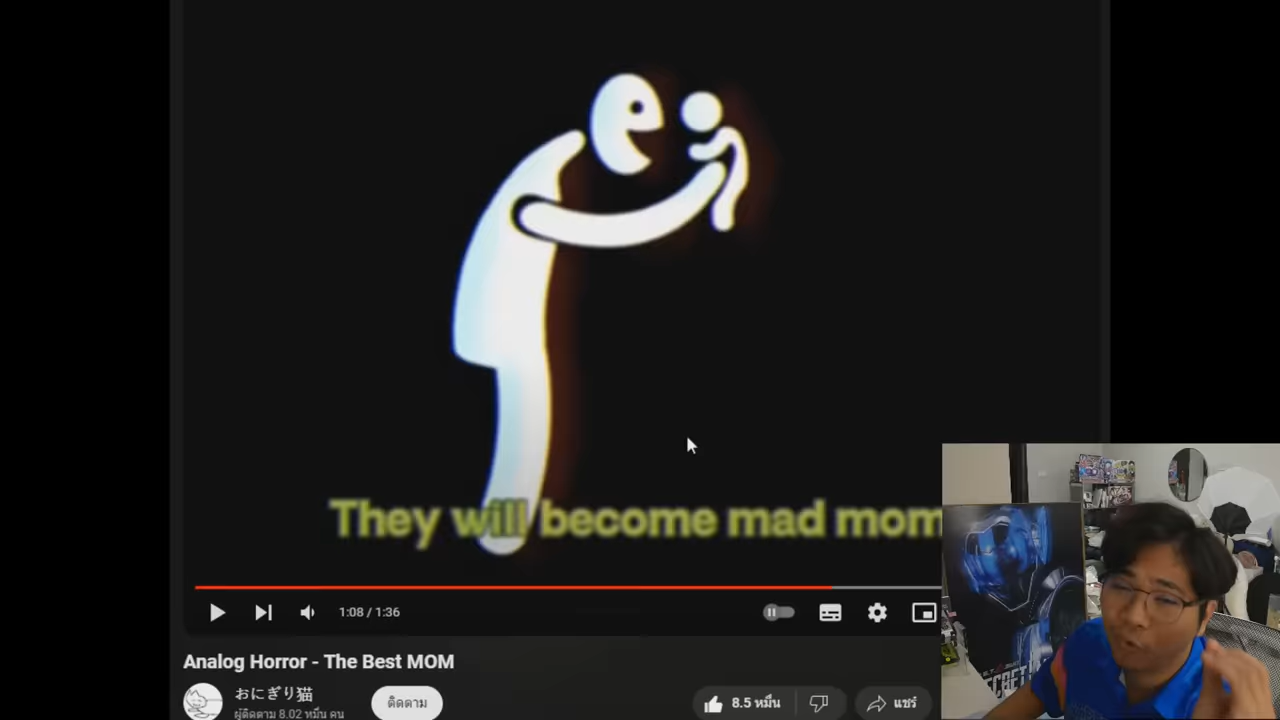 They will become mad mom
1:08 / 1:36
Analog Horror - The Best MOM
おにぎり猫
ผู้ติดตาม 8.02 หมื่น คน
ติดตาม
8.5 หมื่น
แชร์